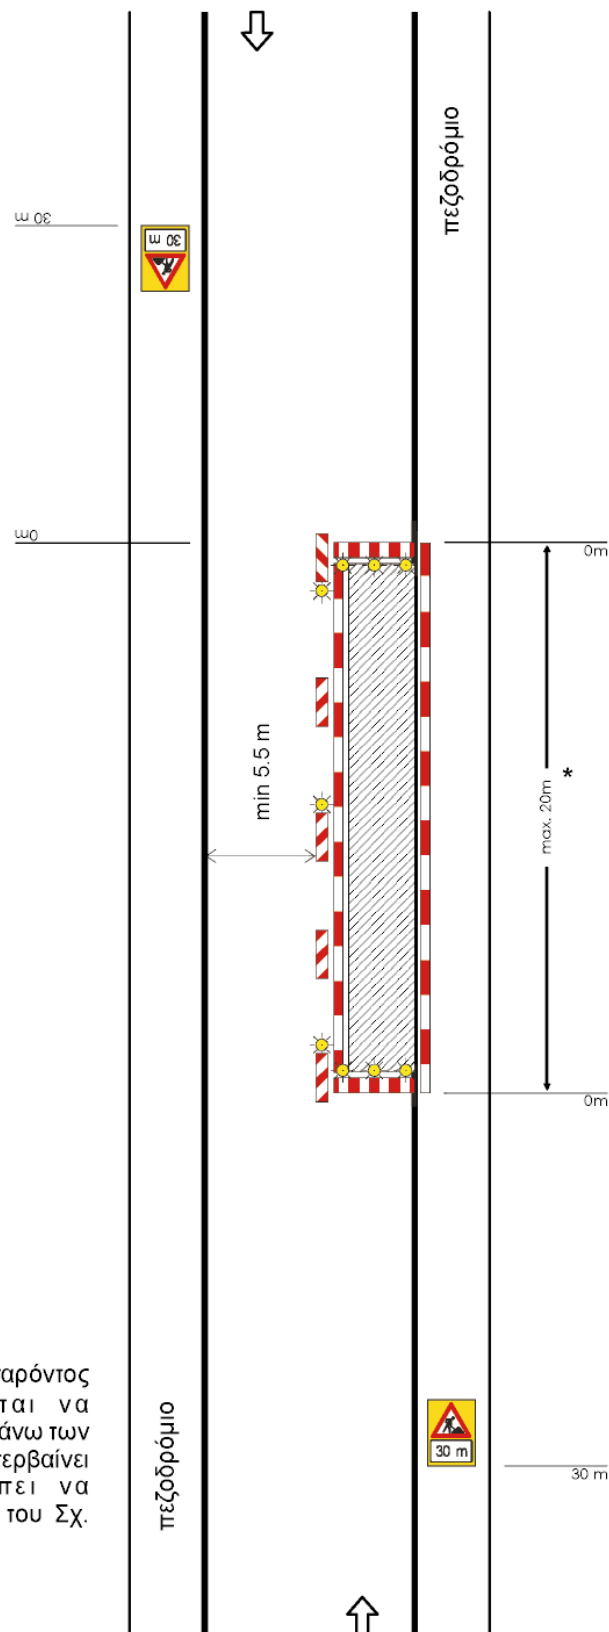 πεζοδρόμιο
30 m
30 m
0m
0m
min 5.5 m
*
max. 20m
0m
αρόντος
ται να
άνω των
ερβαίνει
πει να
του Σχ.
πεζοδρόμιο
30 m
30 m